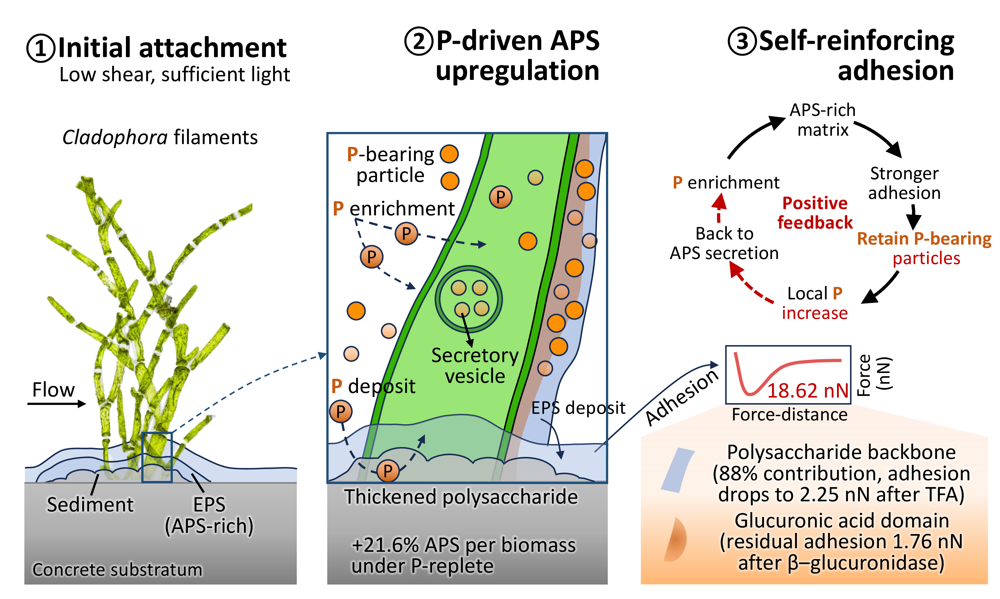 ①Initial attachment
Low shear, sufficient light
Cladophora filaments
Flow
Sediment
EPS
(APS-rich)
Concrete substratum
②P-driven APS
upregulation
P-bearing
particle
P enrichment
P
P
P
Secretory
vesicle
P deposit
P
EPS deposit
P
Thickened polysaccharide
+21.6% APS per biomass
under P-replete
③Self-reinforcing
adhesion
APS-rich
matrix
Stronger
adhesion
Retain P-bearing
particles
Local P
increase
Back to
APS secretion
P enrichment
Positive
feedback
Adhesion
18.62 nN
Force
(nN)
Force-distance
Polysaccharide backbone
(88% contribution, adhesion
drops to 2.25 nN after TFA)
Glucuronic acid domain
(residual adhesion 1.76 nN
after β–glucuronidase)